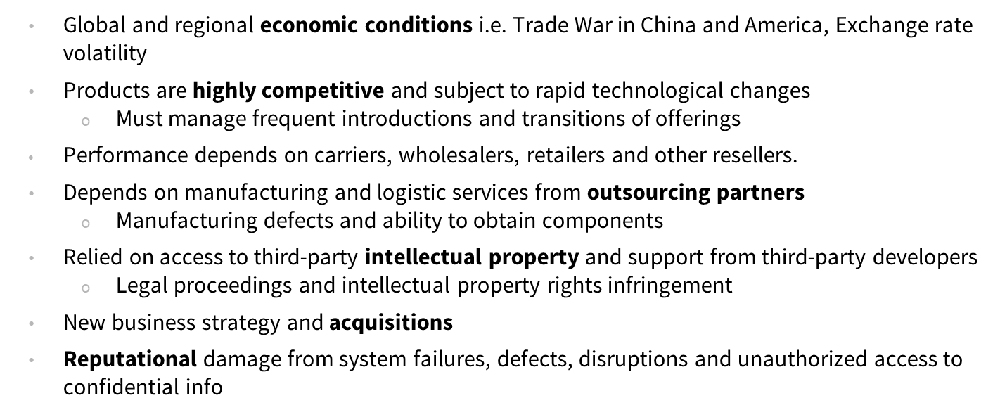 • Global and regional economic conditions i.e. Trade War in China and America, Exchange rate
volatility
• Products are highly competitive and subject to rapid technological changes
o Must manage frequent introductions and transitions of offerings
• Performance depends on carriers, wholesalers, retailers and other resellers.
• Depends on manufacturing and logistic services from outsourcing partners
o Manufacturing defects and ability to obtain components
• Relied on access to third-party intellectual property and support from third-party developers
o Legal proceedings and intellectual property rights infringement
• New business strategy and acquisitions
• Reputational damage from system failures, defects, disruptions and unauthorized access to
confidential info